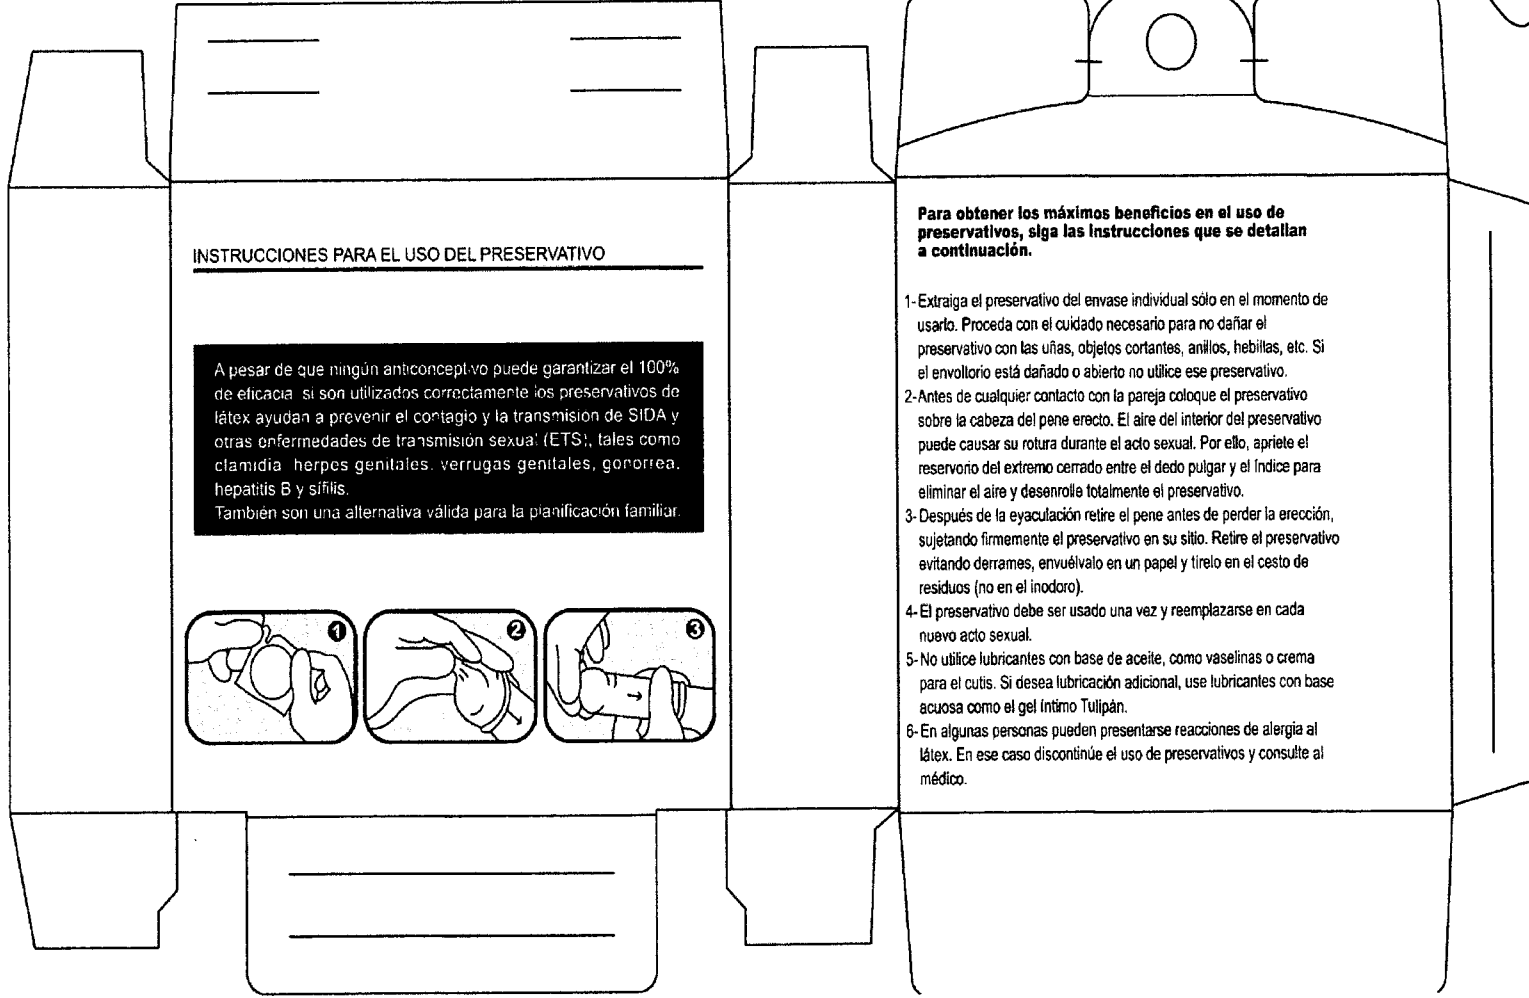 INSTRUCCIONES PARA EL USO DEL PRESERVATIVO
A pesar de que ningún anticonceptivo puede garantizar el 100%
de eficacia si son utilizados correctamente los preservativos de
látex ayudan a prevenir el contagio y la transmisión de SIDA y
otras enfermedades de transmisión sexual (ETS), tales como
clamidia herpes genitales, verrugas genitales, gonorrea,
hepatitis B y sífilis.
También son una alternativa válida para la planificación familiar.
1
2
3
Para obtener los máximos beneficios en el uso de
preservativos, siga las instrucciones que se detallan
a continuación.
1- Extraiga el preservativo del envase individual sólo en el momento de
usarlo. Proceda con el cuidado necesario para no dañar el
preservativo con las uñas, objetos cortantes, anillos, hebillas, etc. Si
el envoltorio está dañado o abierto no utilice ese preservativo.
2- Antes de cualquier contacto con la pareja coloque el preservativo
sobre la cabeza del pene erecto. El aire del interior del preservativo
puede causar su rotura durante el acto sexual. Por ello, apriete el
reservorio del extremo cerrado entre el dedo pulgar y el índice para
eliminar el aire y desenrolle totalmente el preservativo.
3- Después de la eyaculación retire el pene antes de perder la erección,
sujetando firmemente el preservativo en su sitio. Retire el preservativo
evitando derrames, envuélvalo en un papel y tirelo en el cesto de
residuos (no en el inodoro).
4- El preservativo debe ser usado una vez y reemplazarse en cada
nuevo acto sexual.
5- No utilice lubricantes con base de aceite, como vaselinas o crema
para el cutis. Si desea lubricación adicional, use lubricantes con base
acuosa como el gel íntimo Tulipán.
6- En algunas personas pueden presentarse reacciones de alergia al
látex. En ese caso discontinúe el uso de preservativos y consulte al
médico.